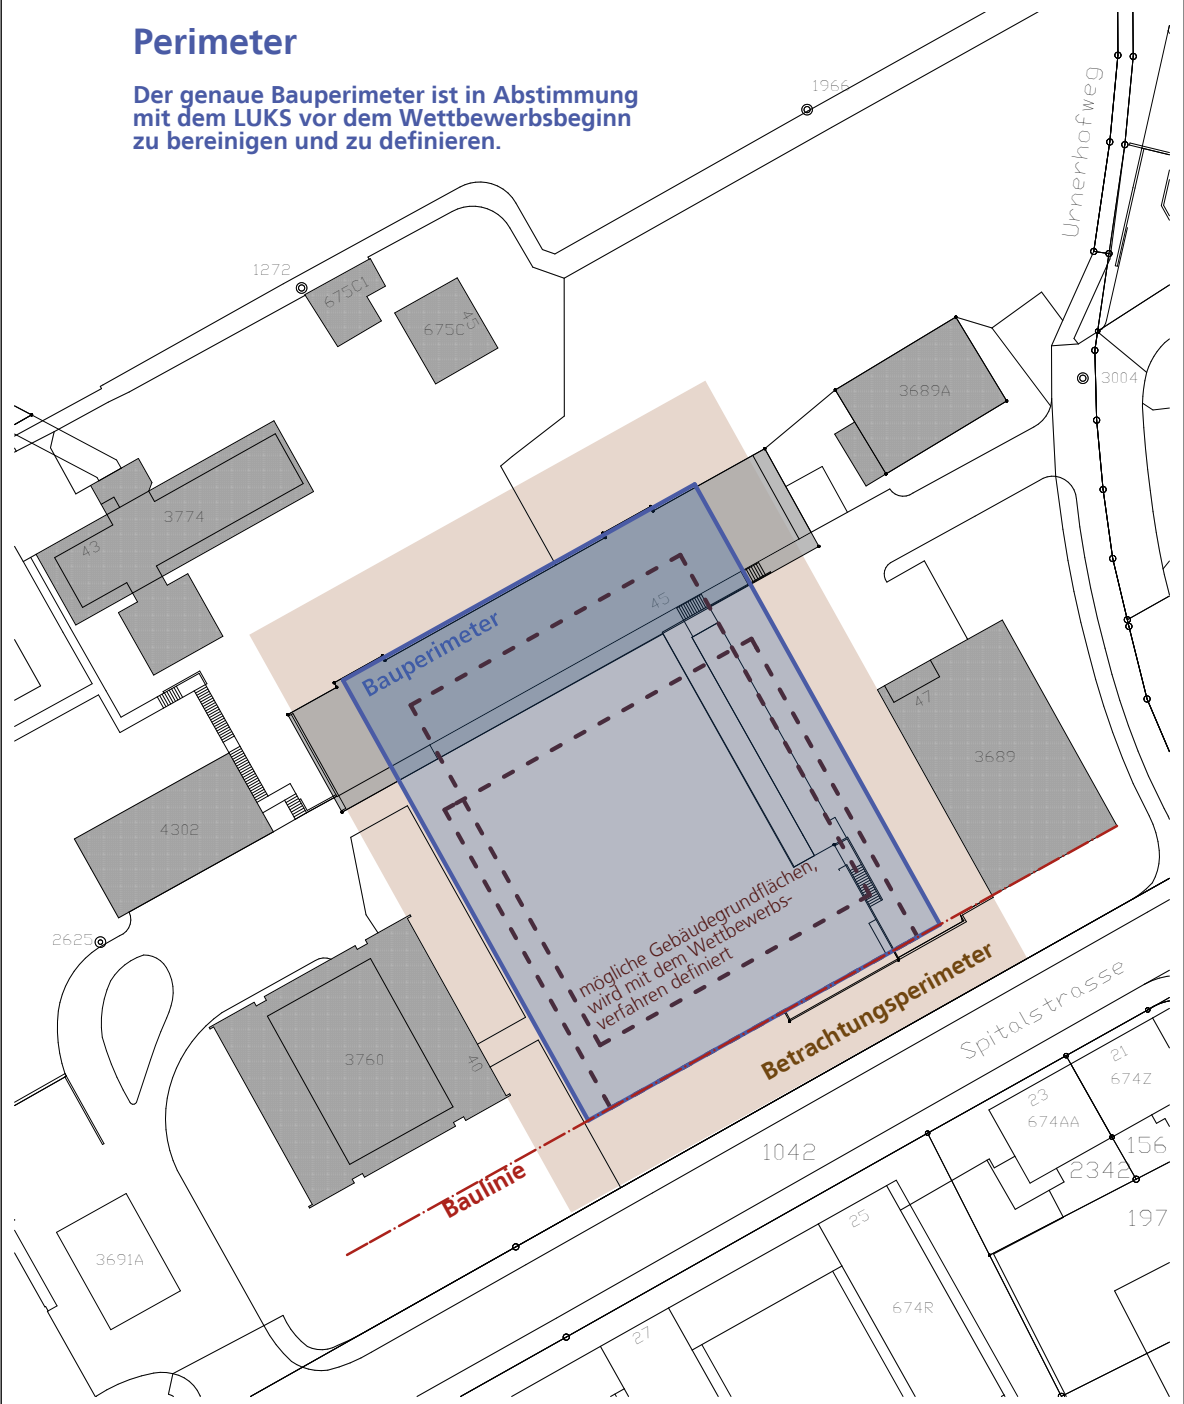 Perimeter
Der genaue Bauperimeter ist in Abstimmung
mit dem LUKS vor dem Wettbewerbsbeginn
zu bereinigen und zu definieren.
1966
Urnerhofweg
1272
675C1
675C
45
3689A
3004
3774
43
45
Bauperimeter
47
3689
4302
mögliche Gebäudegrundflächen,
wird mit dem Wettbewerbs-
verfahren definiert
2625
Betrachtungsperimeter
Spitalstrasse
3760
40
21
674Z
23
674AA
1042
156
2342
Baulinie
197
25
3691A
674R
27